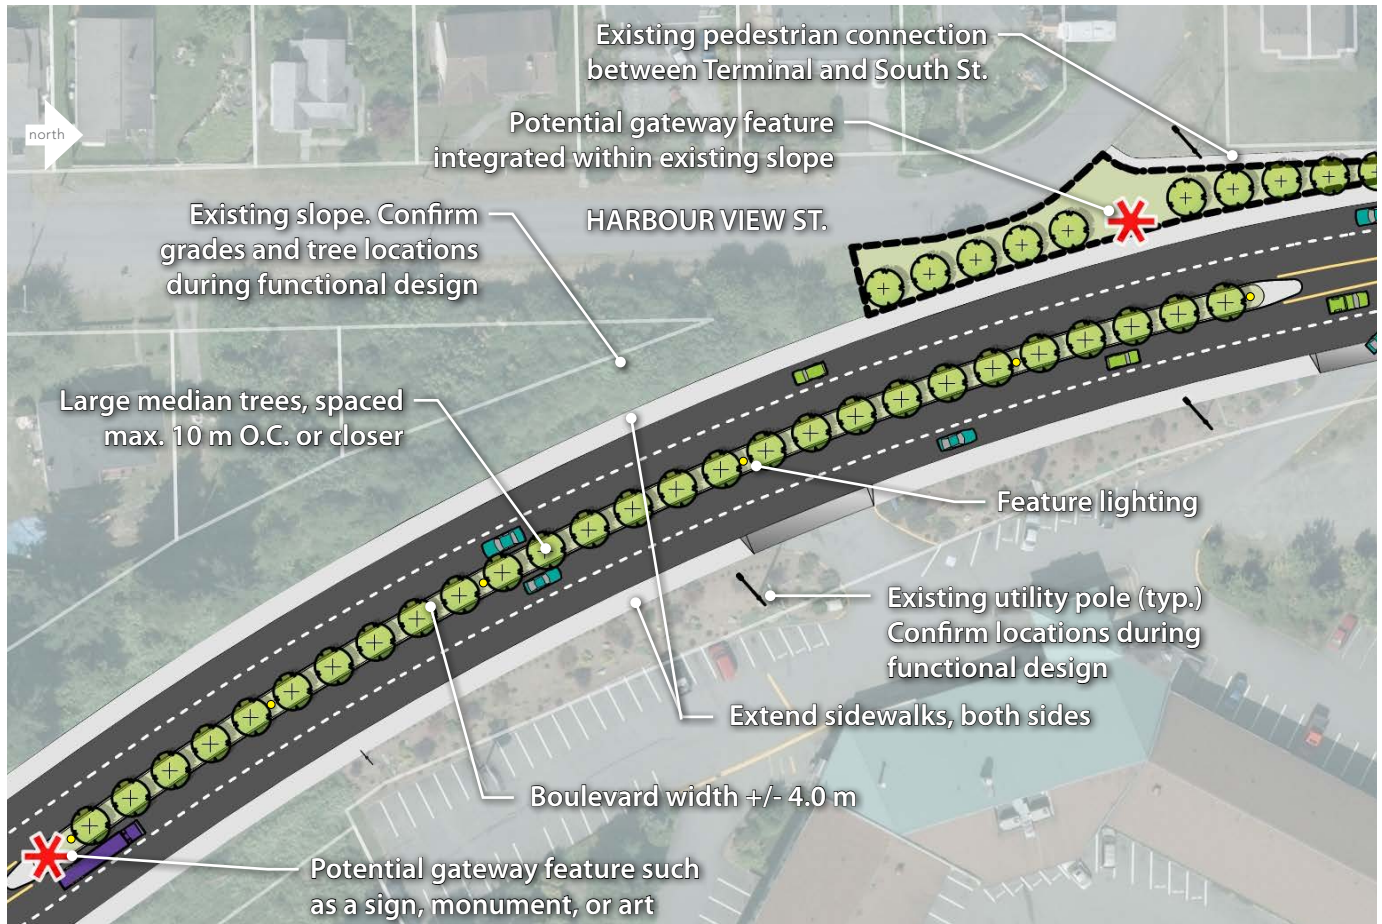 Existing pedestrian connection
between Terminal and South St.
north
Potential gateway feature
integrated within existing slope
Existing slope. Confirm
grades and tree locations
during functional design
HARBOUR VIEW ST.
Large median trees, spaced
max. 10 m O.C. or closer
Feature lighting
Existing utility pole (typ.)
Confirm locations during
functional design
Extend sidewalks, both sides
Boulevard width +/- 4.0 m
Potential gateway feature such
as a sign, monument, or art